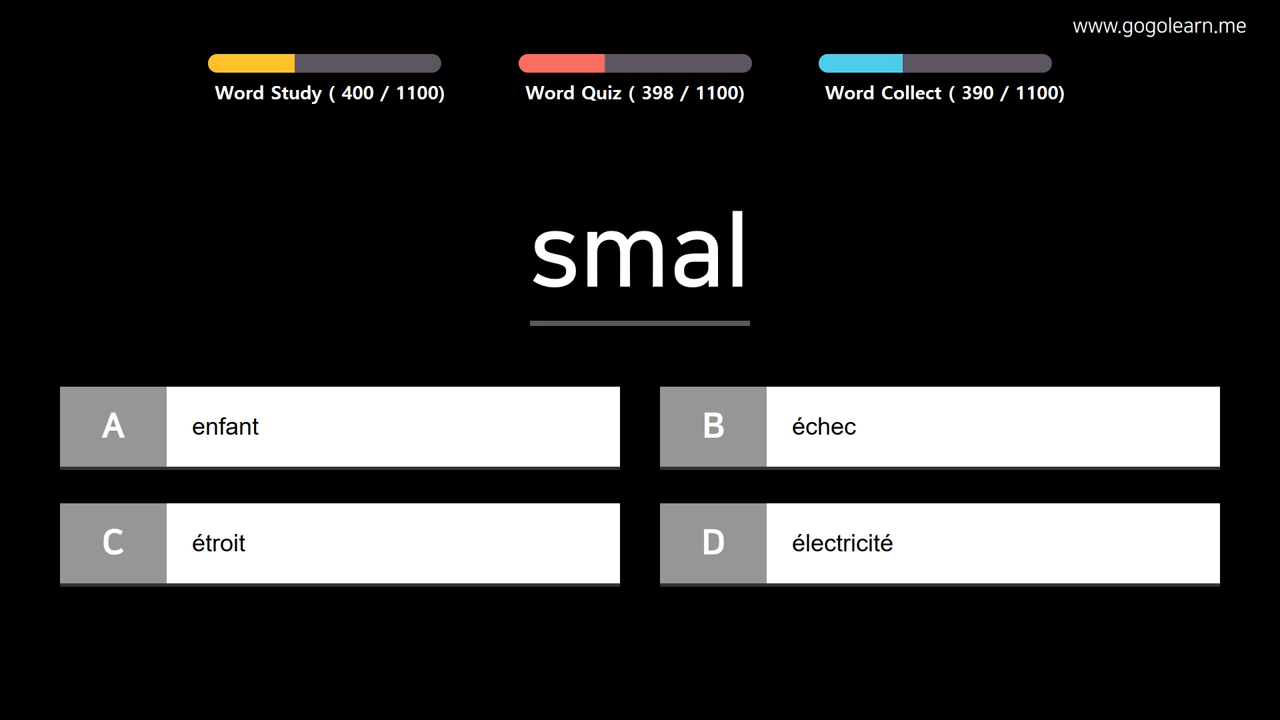 www.gogolearn.me
Word Study ( 400 / 1100)
Word Quiz ( 398 / 1100)
Word Collect ( 390 / 1100)
smal
A enfant
B échec
C étroit
D électricité